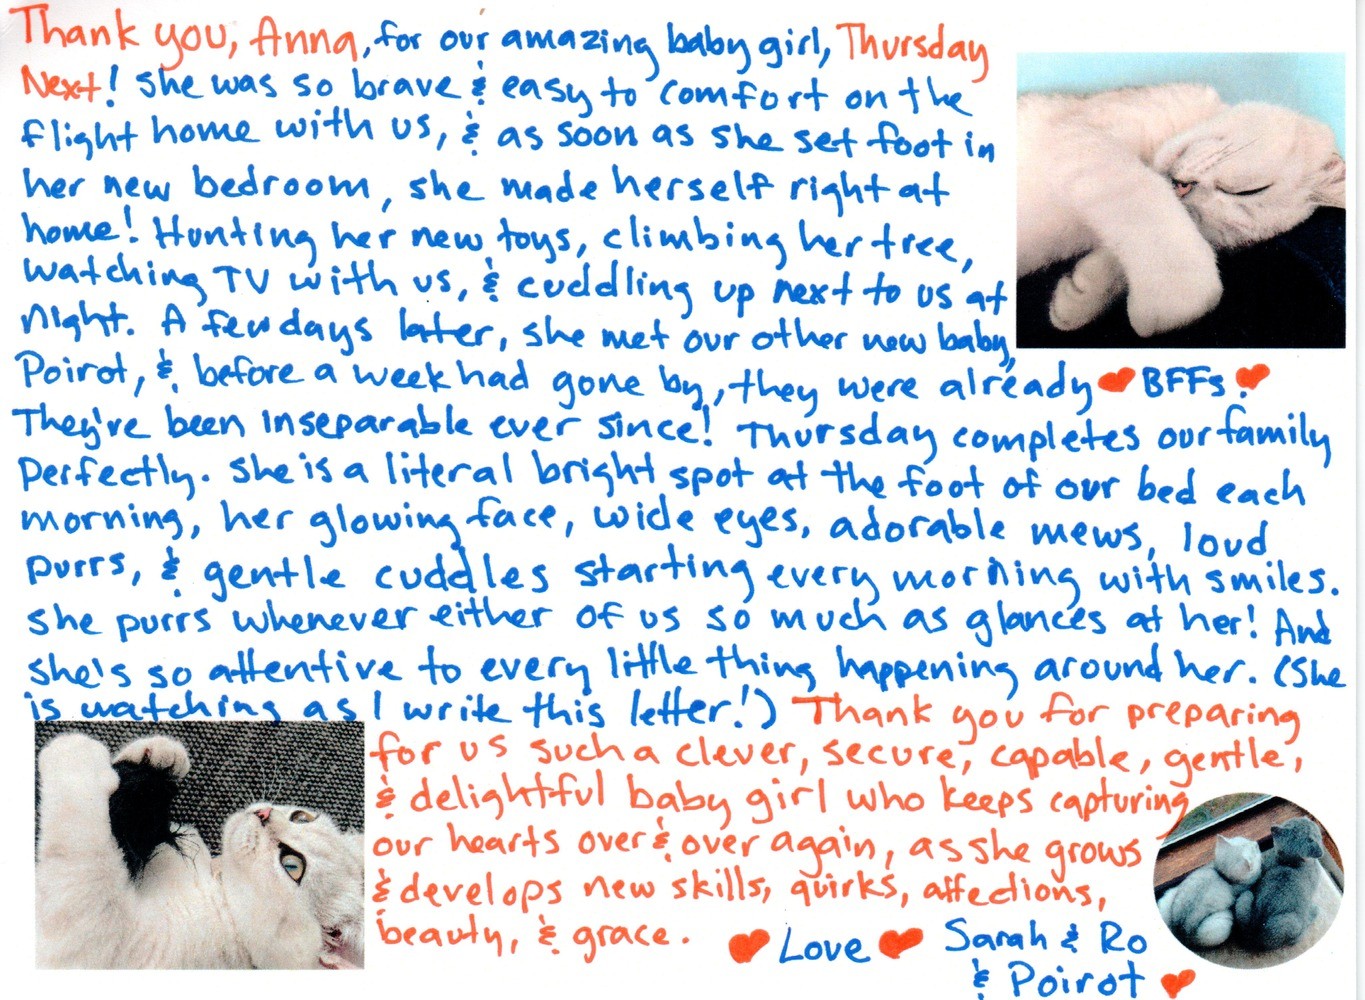 Thank you, Anna, for our amazing baby girl, Thursday
Next! She was so brave & easy to comfort on the
flight home with us, & as soon as she set foot in
her new bedroom, she made herself right at
home! Hunting her new toys, climbing her tree,
watching TV with us, & cuddling up next to us at
night. A few days later, she met our other new baby,
Poirot, & before a week had gone by, they were already ❤ BFFs! ❤
They're been inseparable ever since! Thursday completes our family
perfectly. She is a literal bright spot at the foot of our bed each
morning, her glowing face, wide eyes, adorable mews, loud
purrs, & gentle cuddles starting every morning with smiles.
She purrs whenever either of us so much as glances at her! And
she's so attentive to every little thing happening around her. (She
is watching as I write this letter!) Thank you for preparing
for us such a clever, secure, capable, gentle,
& delightful baby girl who keeps capturing
our hearts over & over again, as she grows
& develops new skills, quirks, affections,
beauty, & grace. ❤ Love ❤ Sarah & Ro
& Poirot ❤